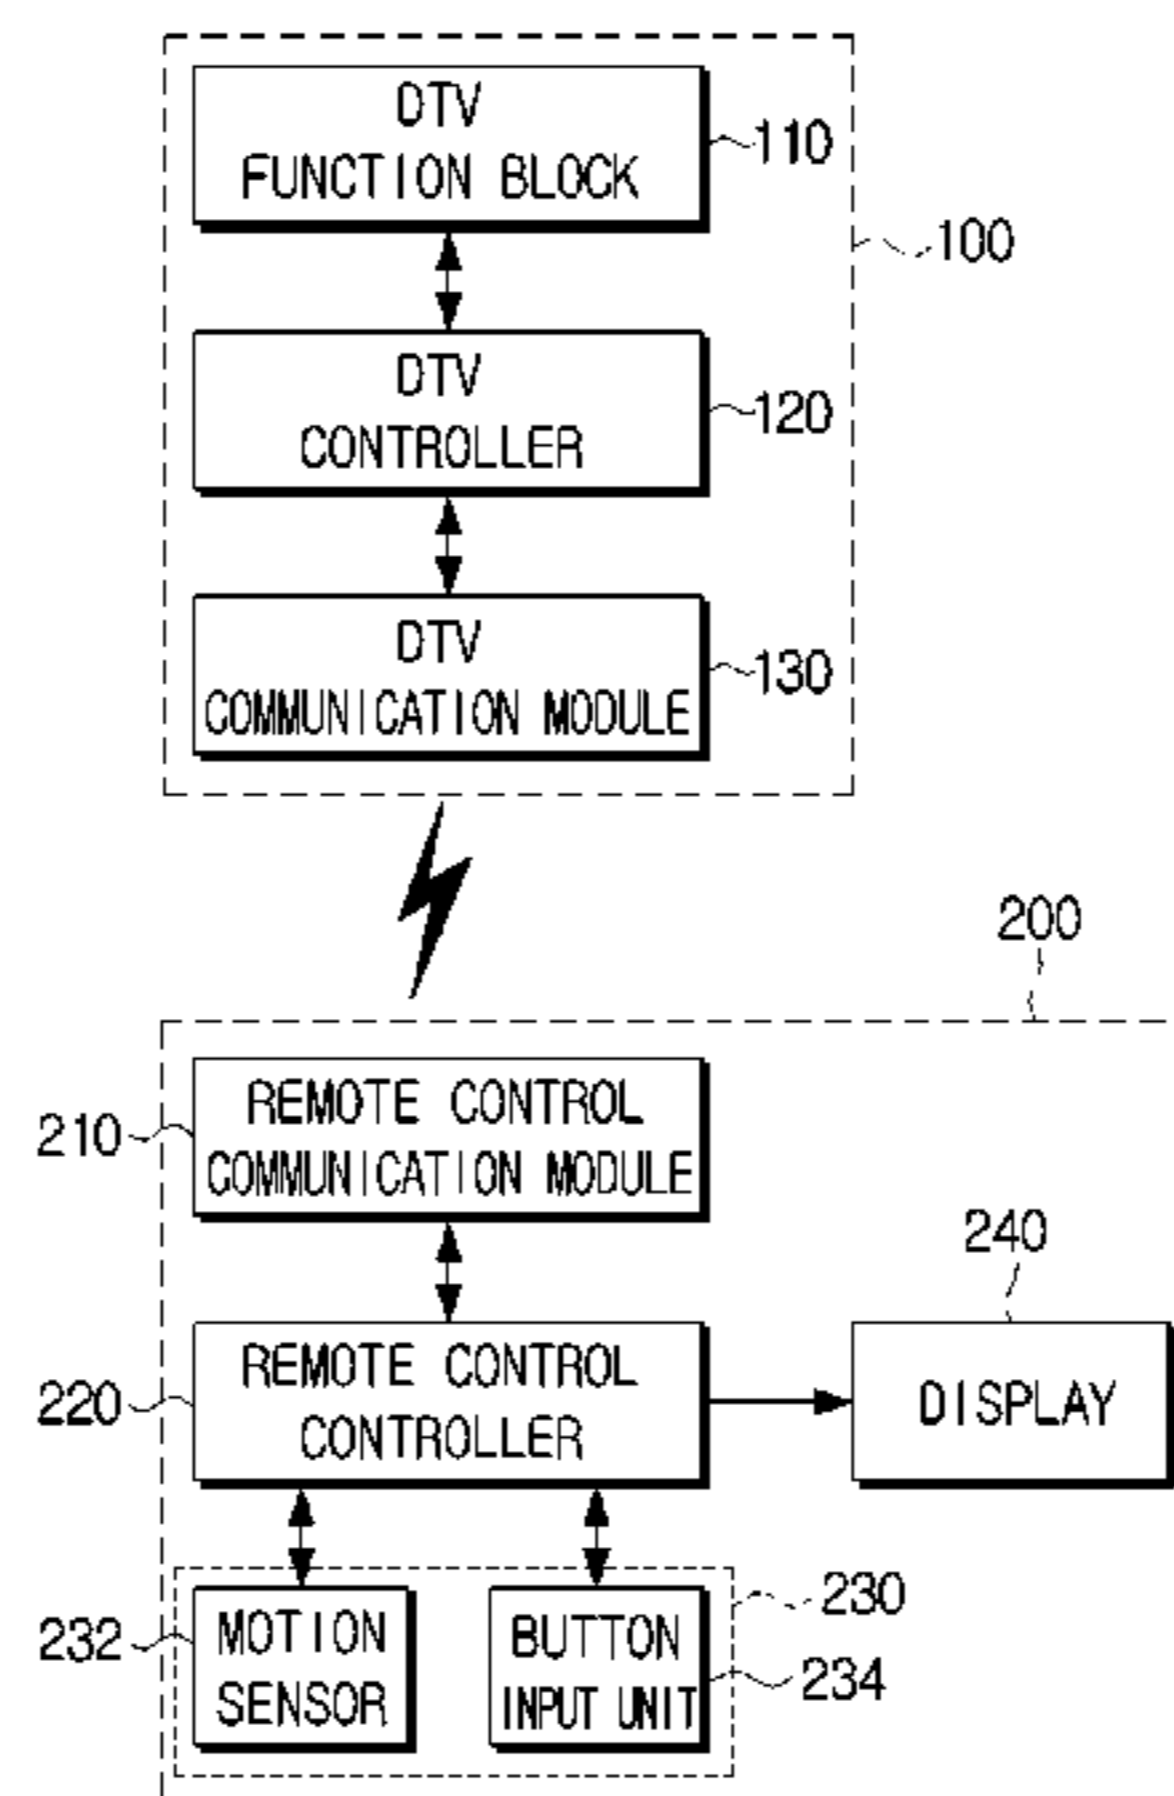 DTV
FUNCTION BLOCK
110
100
DTV
CONTROLLER
120
DTV
COMMUNICATION MODULE
130
200
REMOTE CONTROL
COMMUNICATION MODULE
210
240
REMOTE CONTROL
CONTROLLER
220
DISPLAY
230
MOTION
SENSOR
232
BUTTON
INPUT UNIT
234